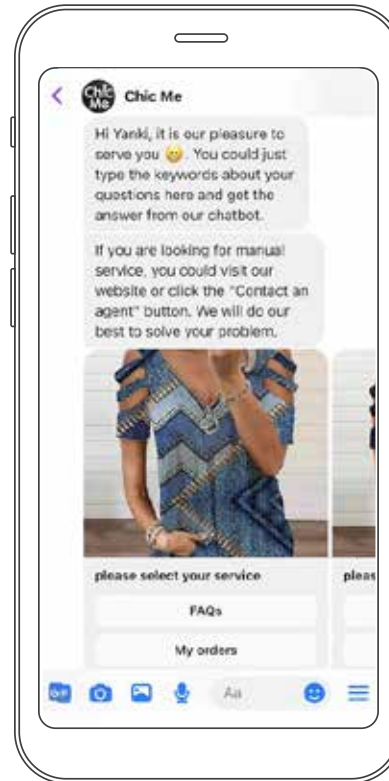 Chic Me
Chic Me
Hi Yanki, it is our pleasure to
serve you 😁. You could just
type the keywords about your
questions here and get the
answer from our chatbot.
If you are looking for manual
service, you could visit our
website or click the "Contact an
agent" button. We will do our
best to solve your problem.
please select your service
pleas
FAQs
My orders
GIF
Aa